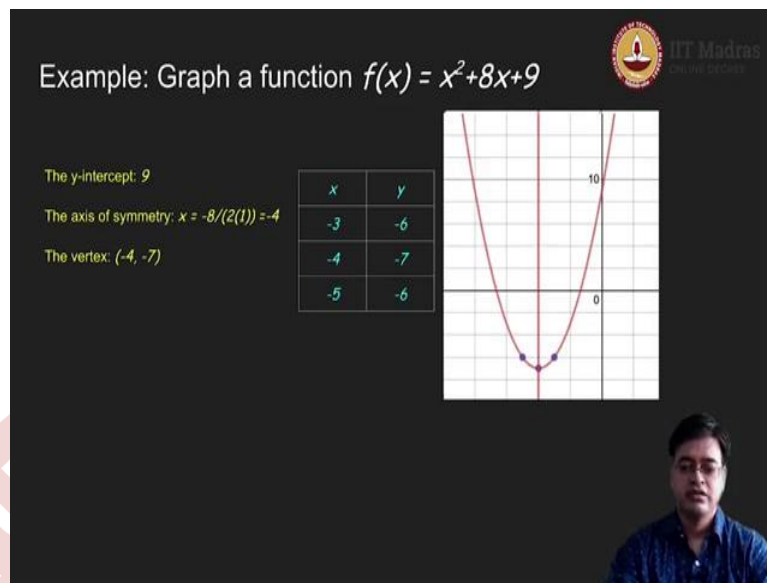 IIT Madras
ONLINE DEGREE
Example: Graph a function f(x) = x²+8x+9
The y-intercept: 9
The axis of symmetry: x = -8/(2(1)) =-4
The vertex: (-4, -7)
x y
-3 -6
-4 -7
-5 -6
10
0